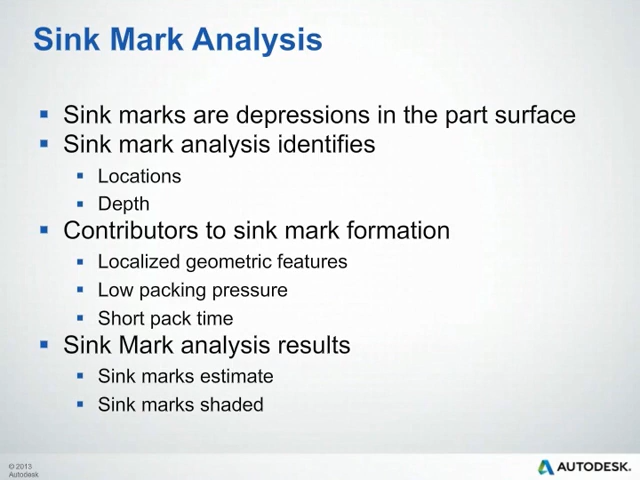 Sink Mark Analysis
Sink marks are depressions in the part surface
Sink mark analysis identifies
Locations
Depth
Contributors to sink mark formation
Localized geometric features
Low packing pressure
Short pack time
Sink Mark analysis results
Sink marks estimate
Sink marks shaded
© 2013
Autodesk
AUTODESK.